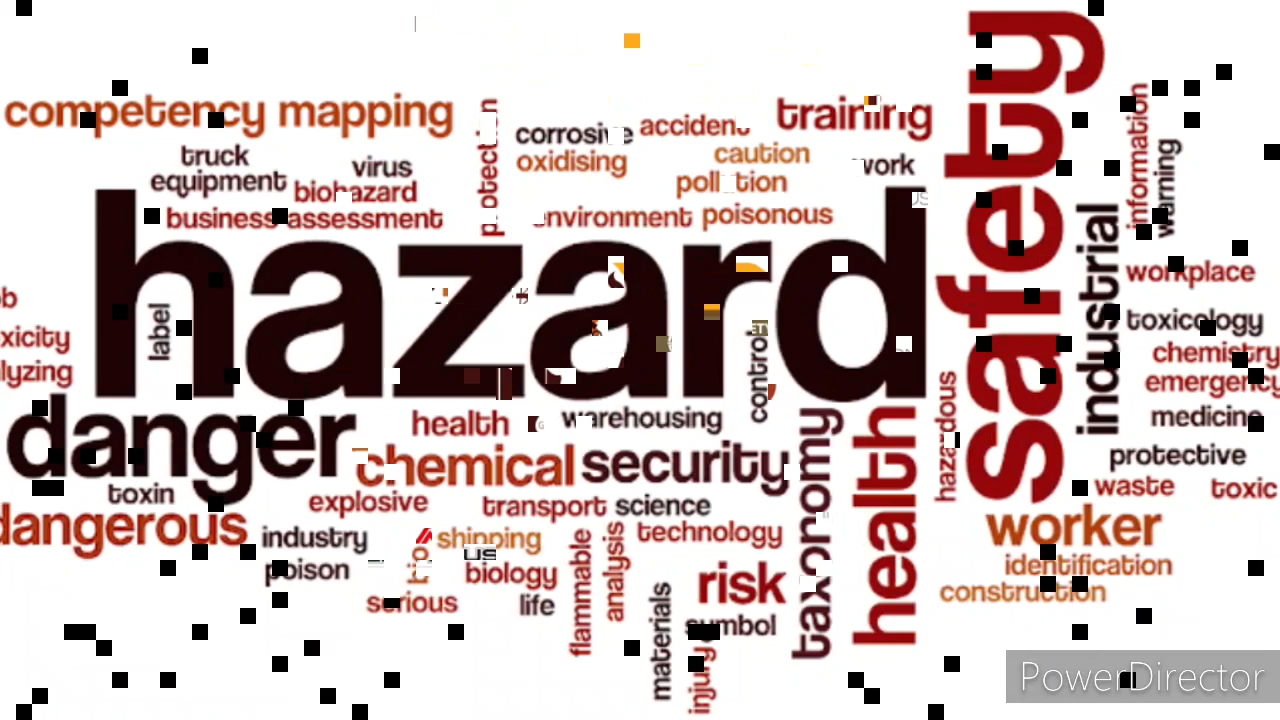 competency mapping
protection
corrosive
accident
training
truck
virus
oxidising
caution
work
equipment
biohazard
pollution
business assessment
environment
poisonous
hazard
safety
information
warning
industrial
workplace
label
control
toxicology
chemistry
emergency
medicine
danger
health
warehousing
hazardous
protective
chemical
security
taxonomy
health
waste
toxic
toxin
explosive
transport
science
dangerous
industry
shipping
technology
worker
US
poison
biology
flammable
analysis
risk
identification
construction
serious
life
materials
symbol
injury
PowerDirector